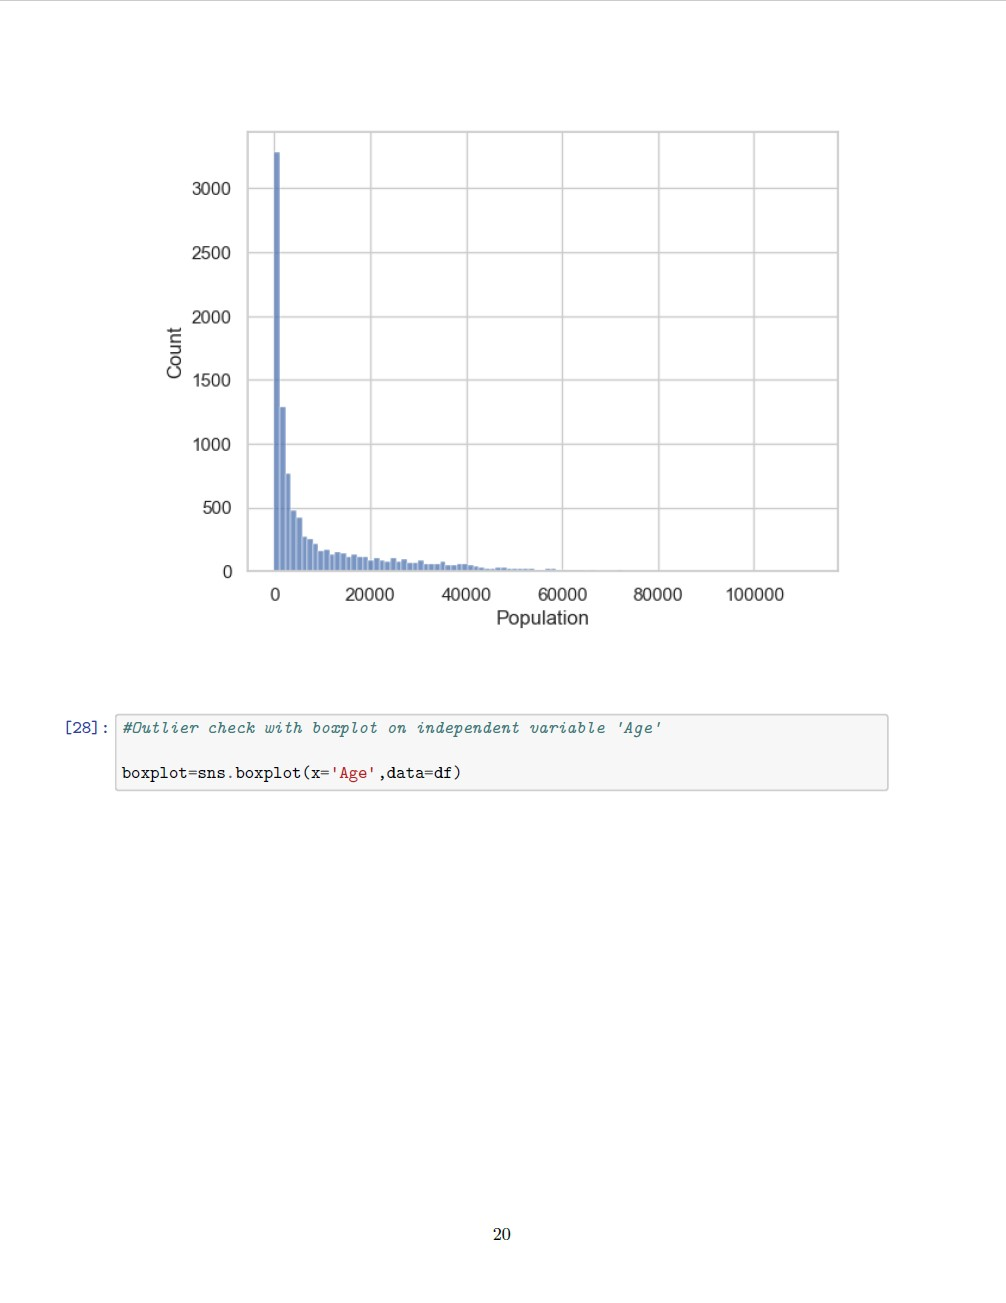 3000
2500
2000
1500
1000
500
0
Count
0 20000 40000 60000 80000 100000
Population
[28]: #Outlier check with boxplot on independent variable 'Age'
boxplot=sns.boxplot(x='Age',data=df)
20